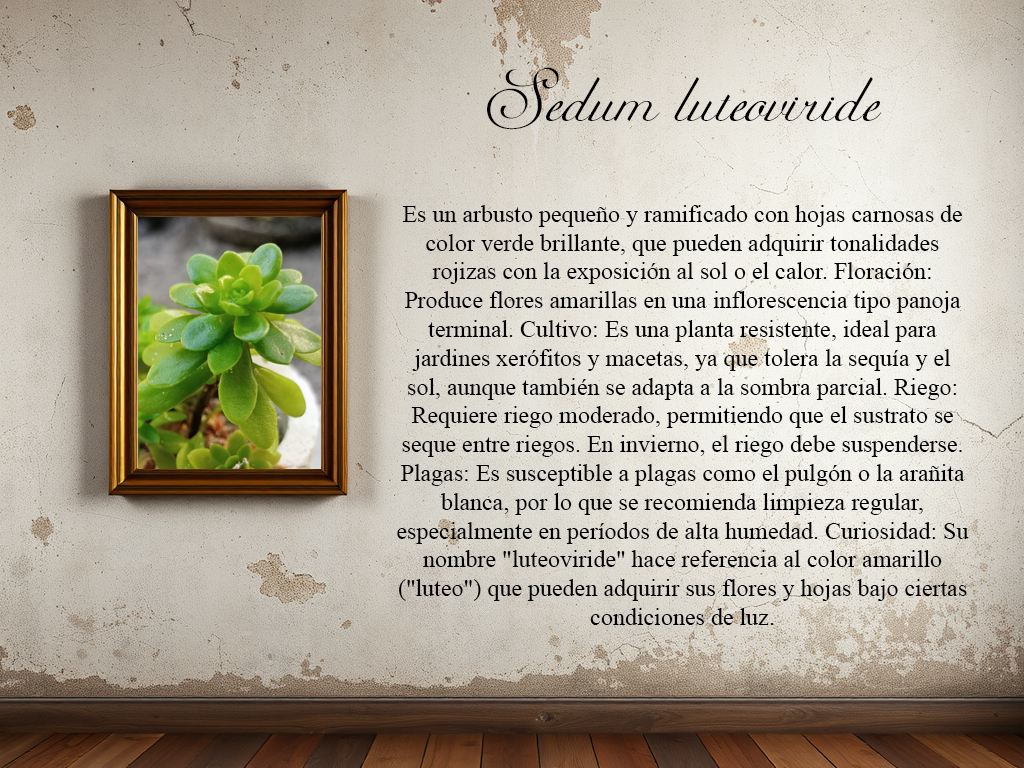 Sedum luteoviride
Es un arbusto pequeño y ramificado con hojas carnosas de
color verde brillante, que pueden adquirir tonalidades
rojizas con la exposición al sol o el calor. Floración:
Produce flores amarillas en una inflorescencia tipo panoja
terminal. Cultivo: Es una planta resistente, ideal para
jardines xerófitos y macetas, ya que tolera la sequía y el
sol, aunque también se adapta a la sombra parcial. Riego:
Requiere riego moderado, permitiendo que el sustrato se
seque entre riegos. En invierno, el riego debe suspenderse.
Plagas: Es susceptible a plagas como el pulgón o la arañita
blanca, por lo que se recomienda limpieza regular,
especialmente en períodos de alta humedad. Curiosidad: Su
nombre "luteoviride" hace referencia al color amarillo
("luteo") que pueden adquirir sus flores y hojas bajo ciertas
condiciones de luz.